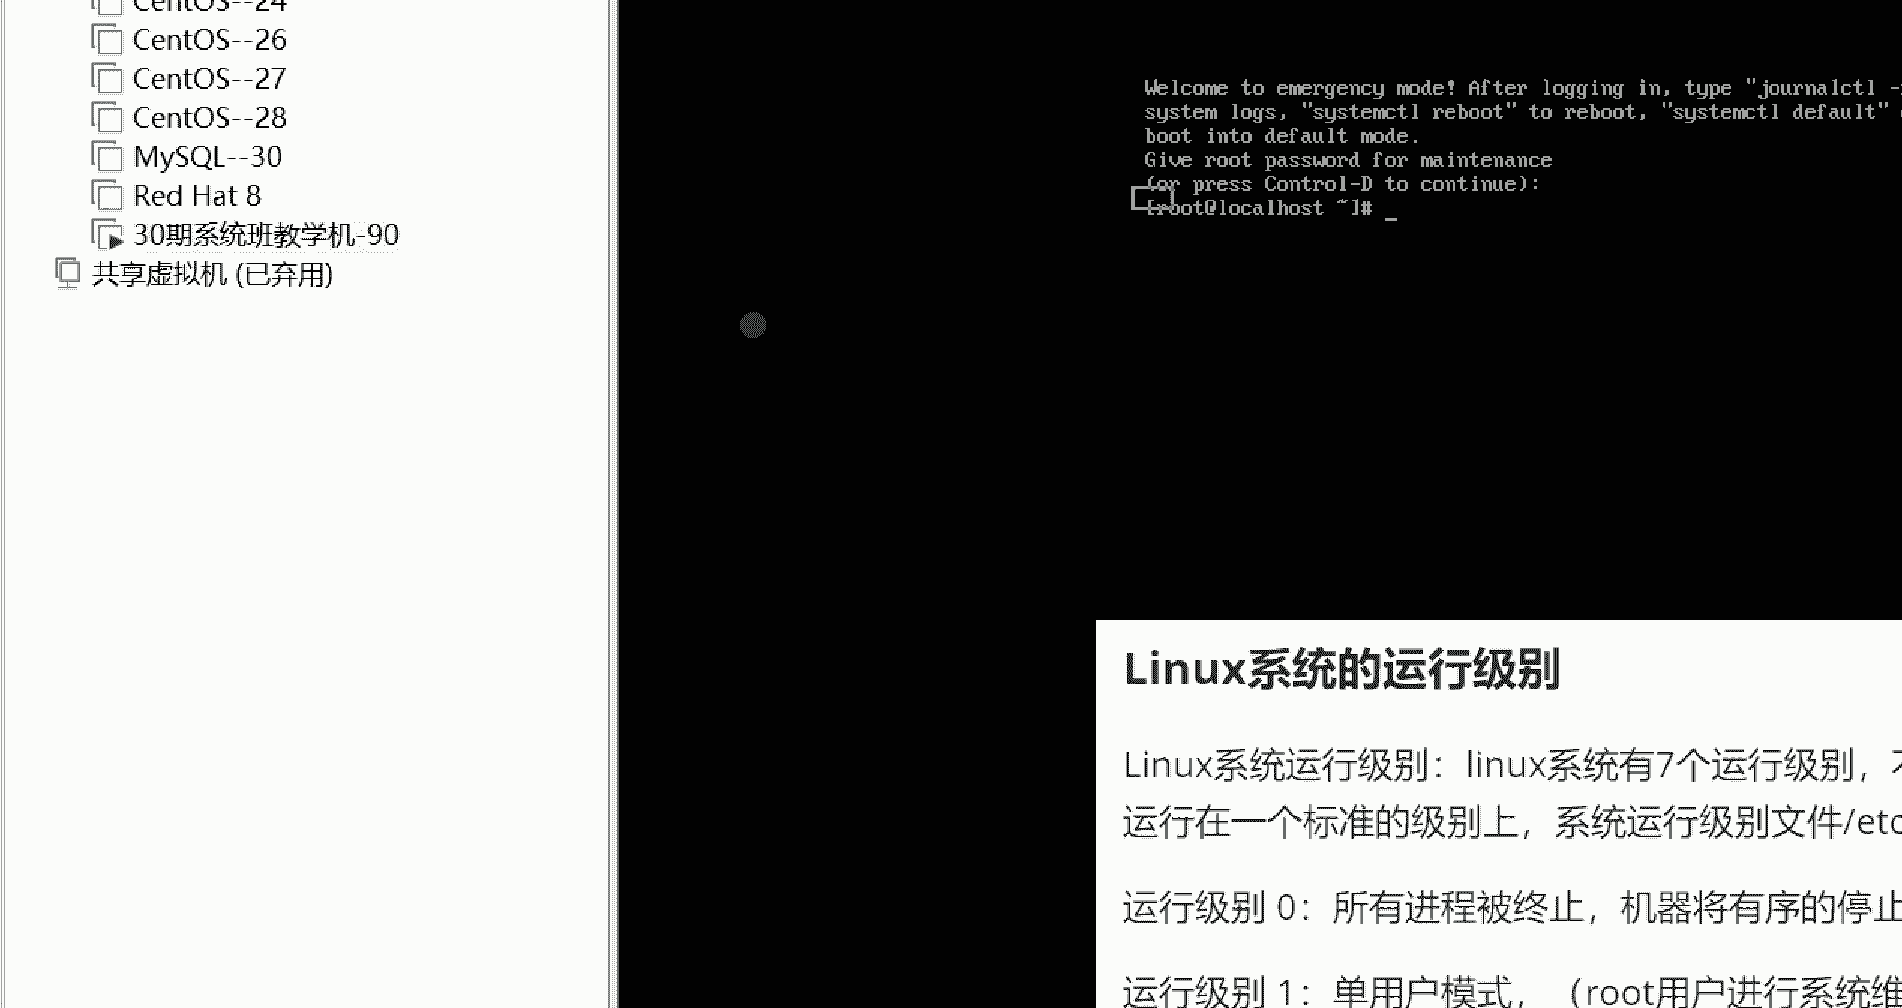 CentOS--24
CentOS--26
CentOS--27
CentOS--28
MySQL--30
Red Hat 8
30期系统班教学机-90
共享虚拟机 (已弃用)
Welcome to emergency mode! After logging in, type "journalctl -
system logs, "systemctl reboot" to reboot, "systemctl default"
boot into default mode.
Give root password for maintenance
(or press Control-D to continue):
[root@localhost ~]# _
Linux系统的运行级别
Linux系统运行级别：linux系统有7个运行级别，
运行在一个标准的级别上，系统运行级别文件/etc
运行级别 0：所有进程被终止，机器将有序的停止
运行级别 1：单用户模式，（root用户进行系统维